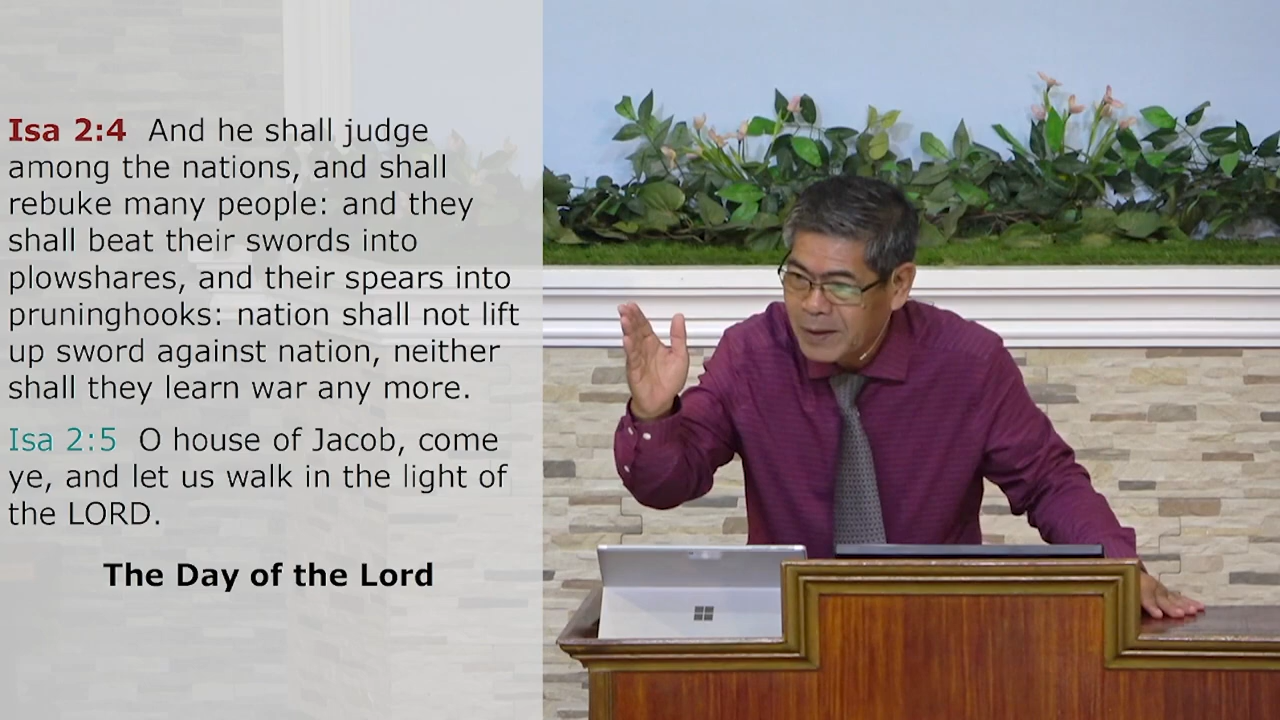 Isa 2:4 And he shall judge
among the nations, and shall
rebuke many people: and they
shall beat their swords into
plowshares, and their spears into
pruninghooks: nation shall not lift
up sword against nation, neither
shall they learn war any more.
Isa 2:5 O house of Jacob, come
ye, and let us walk in the light of
the LORD.
The Day of the Lord